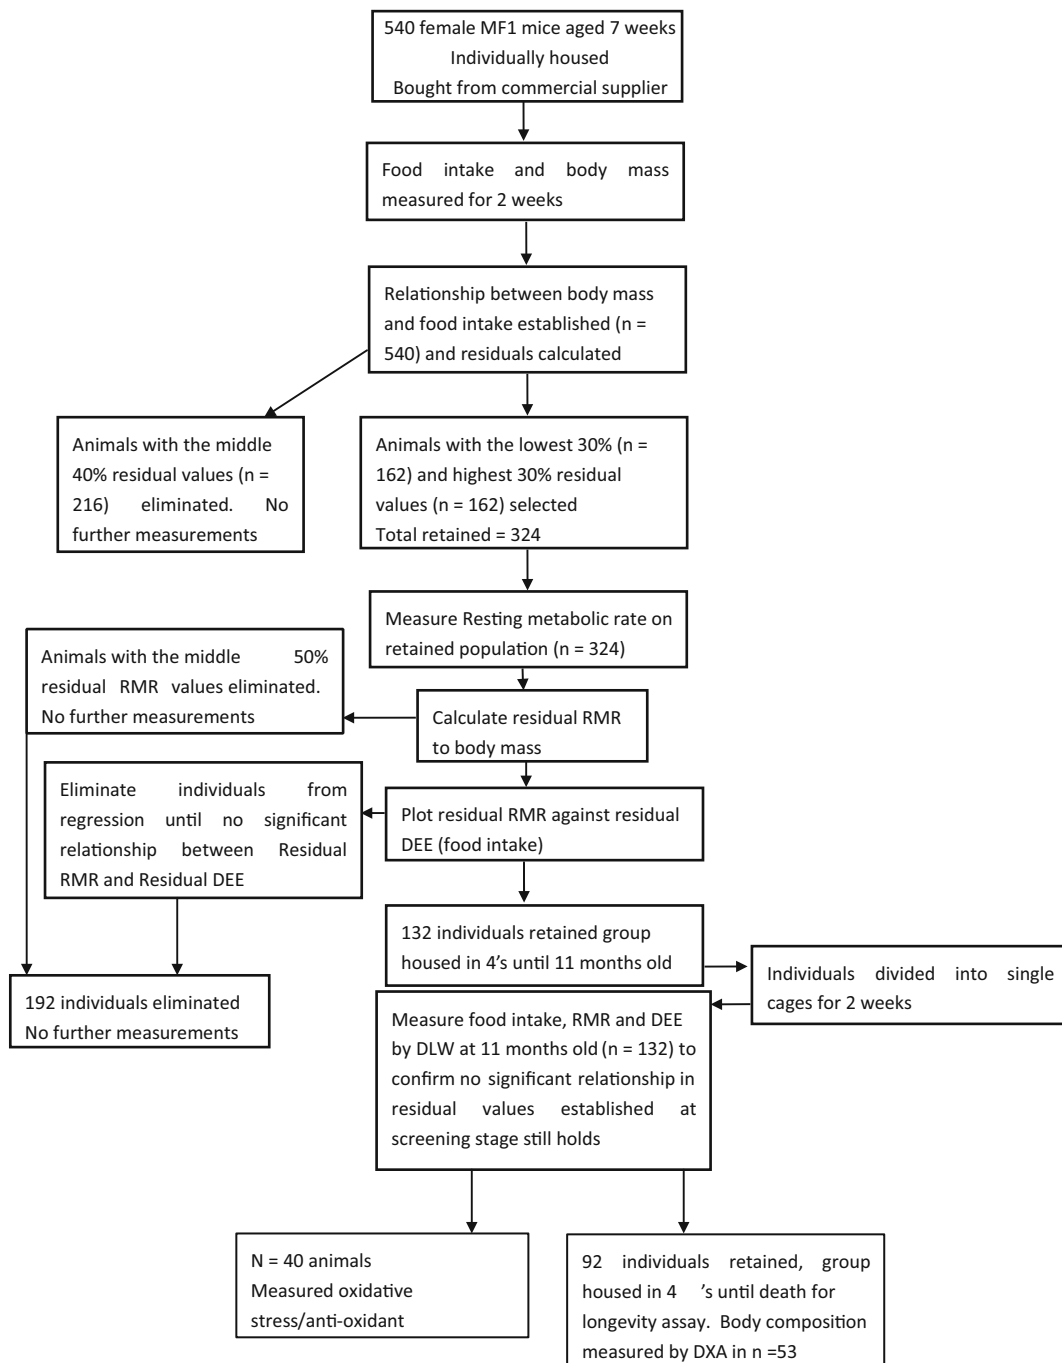 540 female MF1 mice aged 7 weeks
Individually housed
Bought from commercial supplier
Food intake and body mass
measured for 2 weeks
Relationship between body mass
and food intake established (n =
540) and residuals calculated
Animals with the middle
40% residual values (n =
216) eliminated. No
further measurements
Animals with the lowest 30% (n =
162) and highest 30% residual
values (n = 162) selected
Total retained = 324
Measure Resting metabolic rate on
retained population (n = 324)
Animals with the middle 50%
residual RMR values eliminated.
No further measurements
Calculate residual RMR
to body mass
Eliminate individuals from
regression until no significant
relationship between Residual
RMR and Residual DEE
Plot residual RMR against residual
DEE (food intake)
132 individuals retained group
housed in 4's until 11 months old
Individuals divided into single
cages for 2 weeks
192 individuals eliminated
No further measurements
Measure food intake, RMR and DEE
by DLW at 11 months old (n = 132) to
confirm no significant relationship in
residual values established at
screening stage still holds
N = 40 animals
Measured oxidative
stress/anti-oxidant
92 individuals retained, group
housed in 4 's until death for
longevity assay. Body composition
measured by DXA in n =53